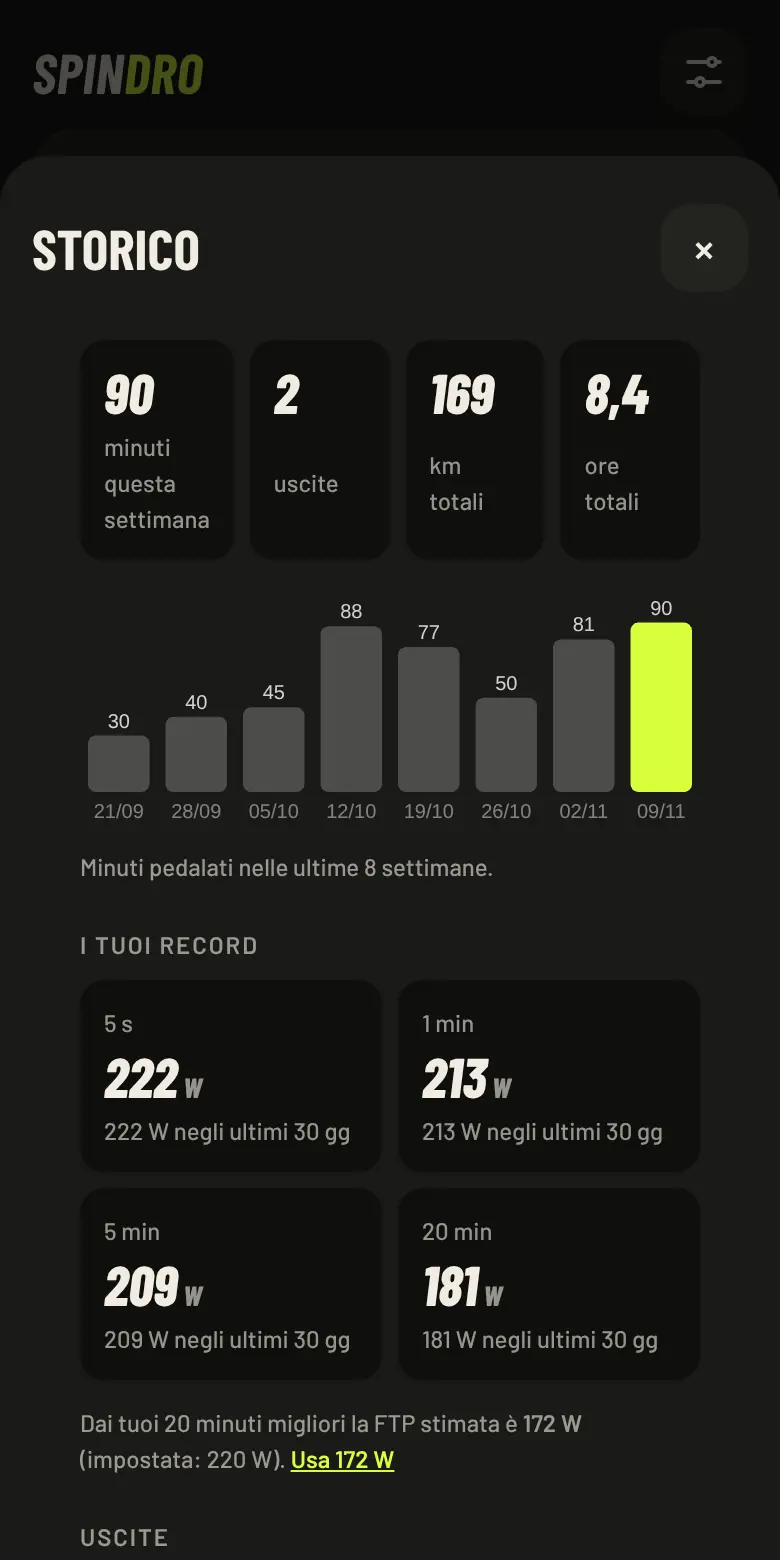 SPINDRO
STORICO
×
90
minuti
questa
settimana
2
uscite
169
km
totali
8,4
ore
totali
30 40 45 88 77 50 81 90
21/09 28/09 05/10 12/10 19/10 26/10 02/11 09/11
Minuti pedalati nelle ultime 8 settimane.
I TUOI RECORD
5 s
222 W
222 W negli ultimi 30 gg
1 min
213 W
213 W negli ultimi 30 gg
5 min
209 W
209 W negli ultimi 30 gg
20 min
181 W
181 W negli ultimi 30 gg
Dai tuoi 20 minuti migliori la FTP stimata è 172 W
(impostata: 220 W). Usa 172 W
USCITE